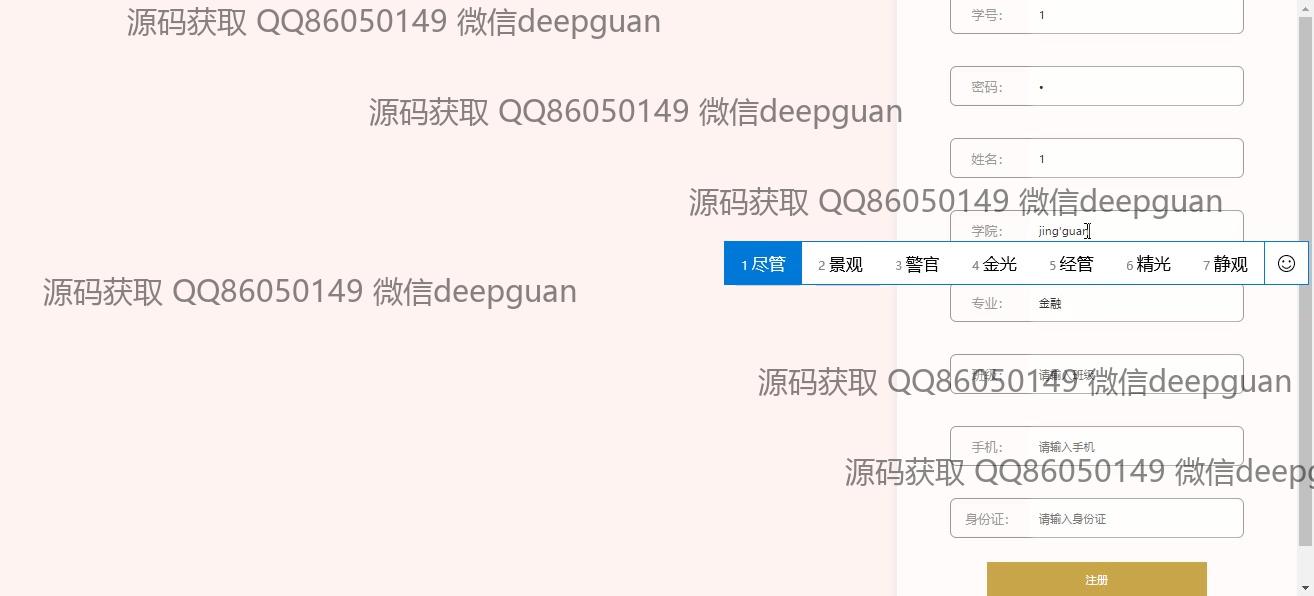 源码获取 QQ86050149 微信deepguan
学号： 1
源码获取 QQ86050149 微信deepguan
密码： •
姓名： 1
源码获取 QQ86050149 微信deepguan
学院： jing'guan
1 尽管 2 景观 3 警官 4 金光 5 经管 6 精光 7 静观
源码获取 QQ86050149 微信deepguan
专业： 金融
源码获取 QQ86050149 微信deepguan
班级： 请输入班级
手机： 请输入手机
源码获取 QQ86050149 微信deepg
身份证： 请输入身份证
注册